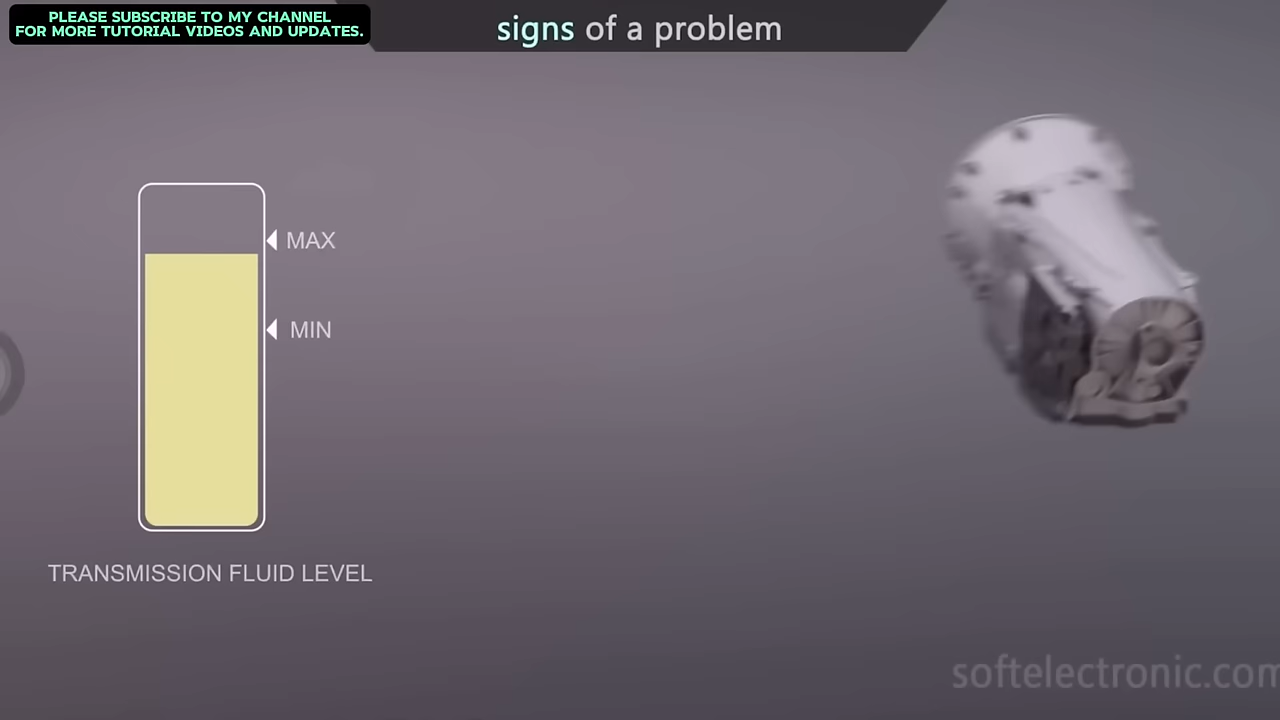 PLEASE SUBSCRIBE TO MY CHANNEL
FOR MORE TUTORIAL VIDEOS AND UPDATES.
signs of a problem
MAX
MIN
TRANSMISSION FLUID LEVEL
softelectronic.com